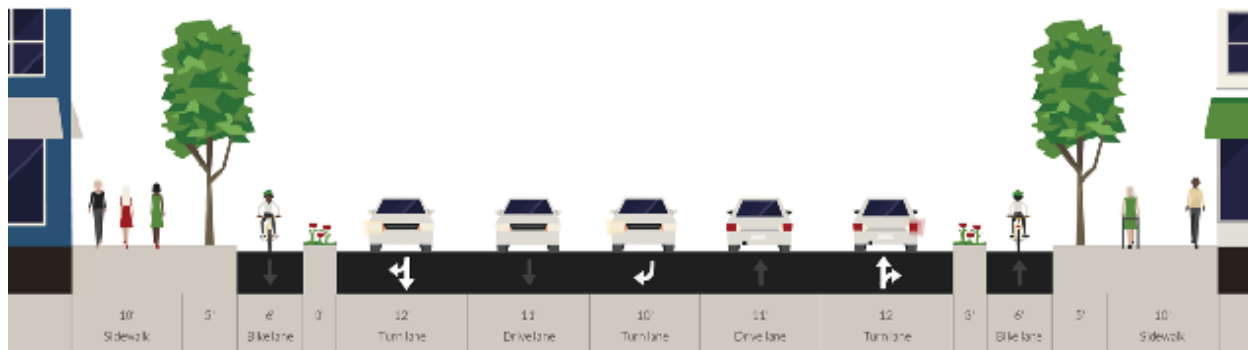 10'
Sidewalk
5'
6'
Bike lane
3'
12'
Turn lane
11'
Drive lane
10'
Turn lane
11'
Drive lane
12
Turn lane
3'
6'
Bike lane
5'
10'
Sidewalk